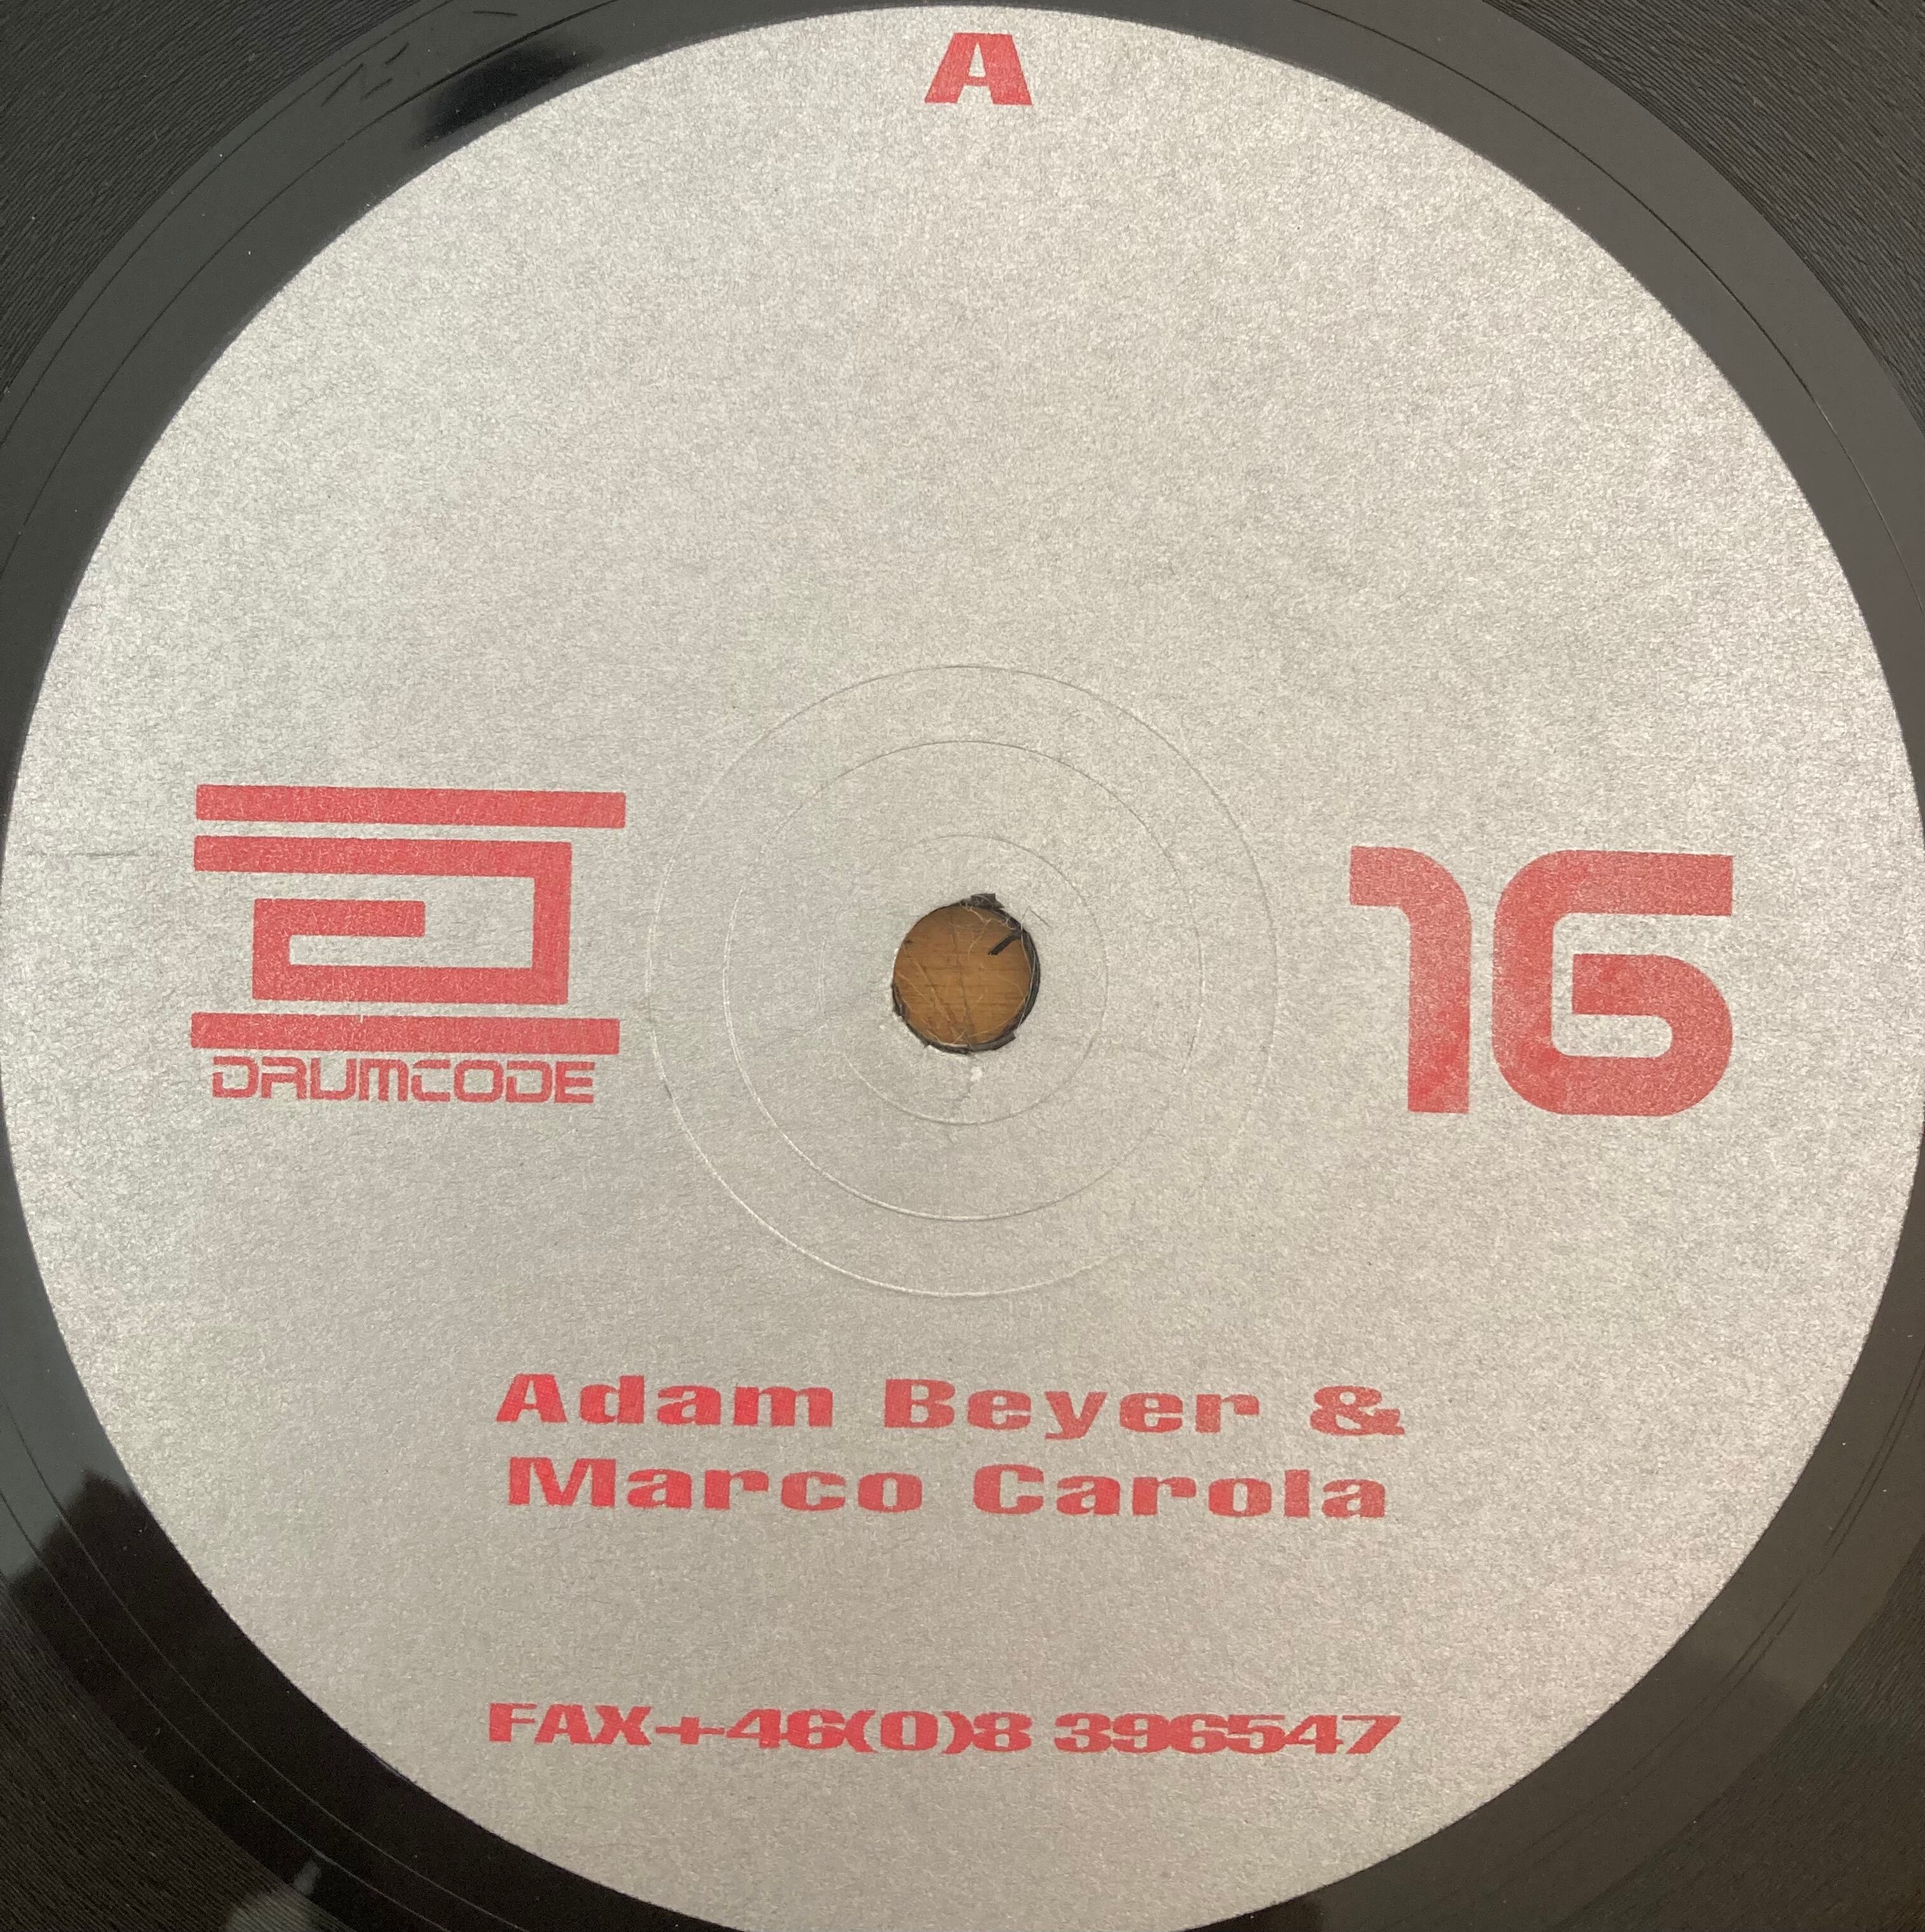 A
DRUMCODE
16
Adam Beyer &
Marco Carola
FAX+46(0)8 396547